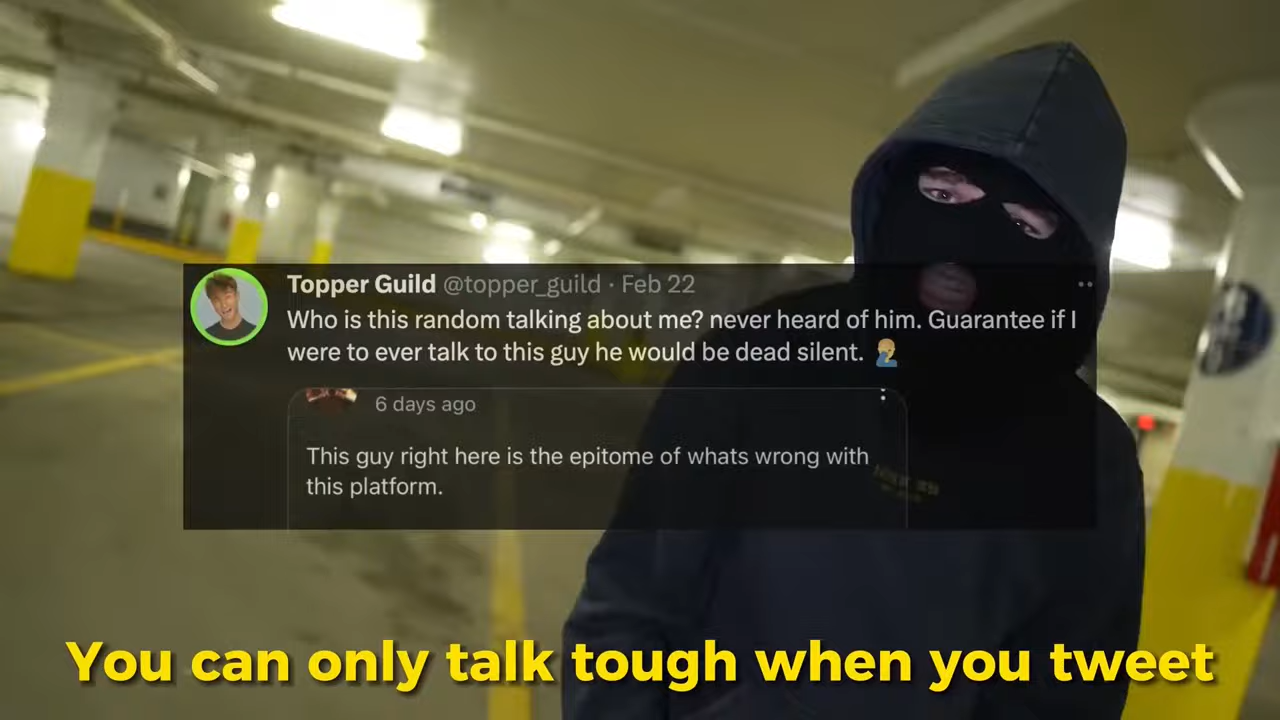 Topper Guild @topper_guild · Feb 22
Who is this random talking about me? never heard of him. Guarantee if I
were to ever talk to this guy he would be dead silent. 🤦🏼‍♂️
6 days ago
This guy right here is the epitome of whats wrong with
this platform.
You can only talk tough when you tweet